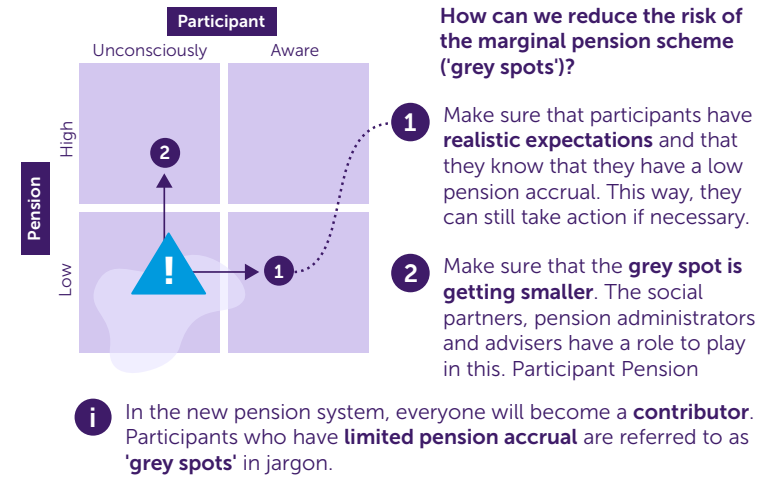 Participant
Unconsciously
Aware
Pension
High
Low
2
!
1
How can we reduce the risk of
the marginal pension scheme
('grey spots')?
1
Make sure that participants have
realistic expectations and that
they know that they have a low
pension accrual. This way, they
can still take action if necessary.
2
Make sure that the grey spot is
getting smaller. The social
partners, pension administrators
and advisers have a role to play
in this. Participant Pension
i
In the new pension system, everyone will become a contributor.
Participants who have limited pension accrual are referred to as
'grey spots' in jargon.